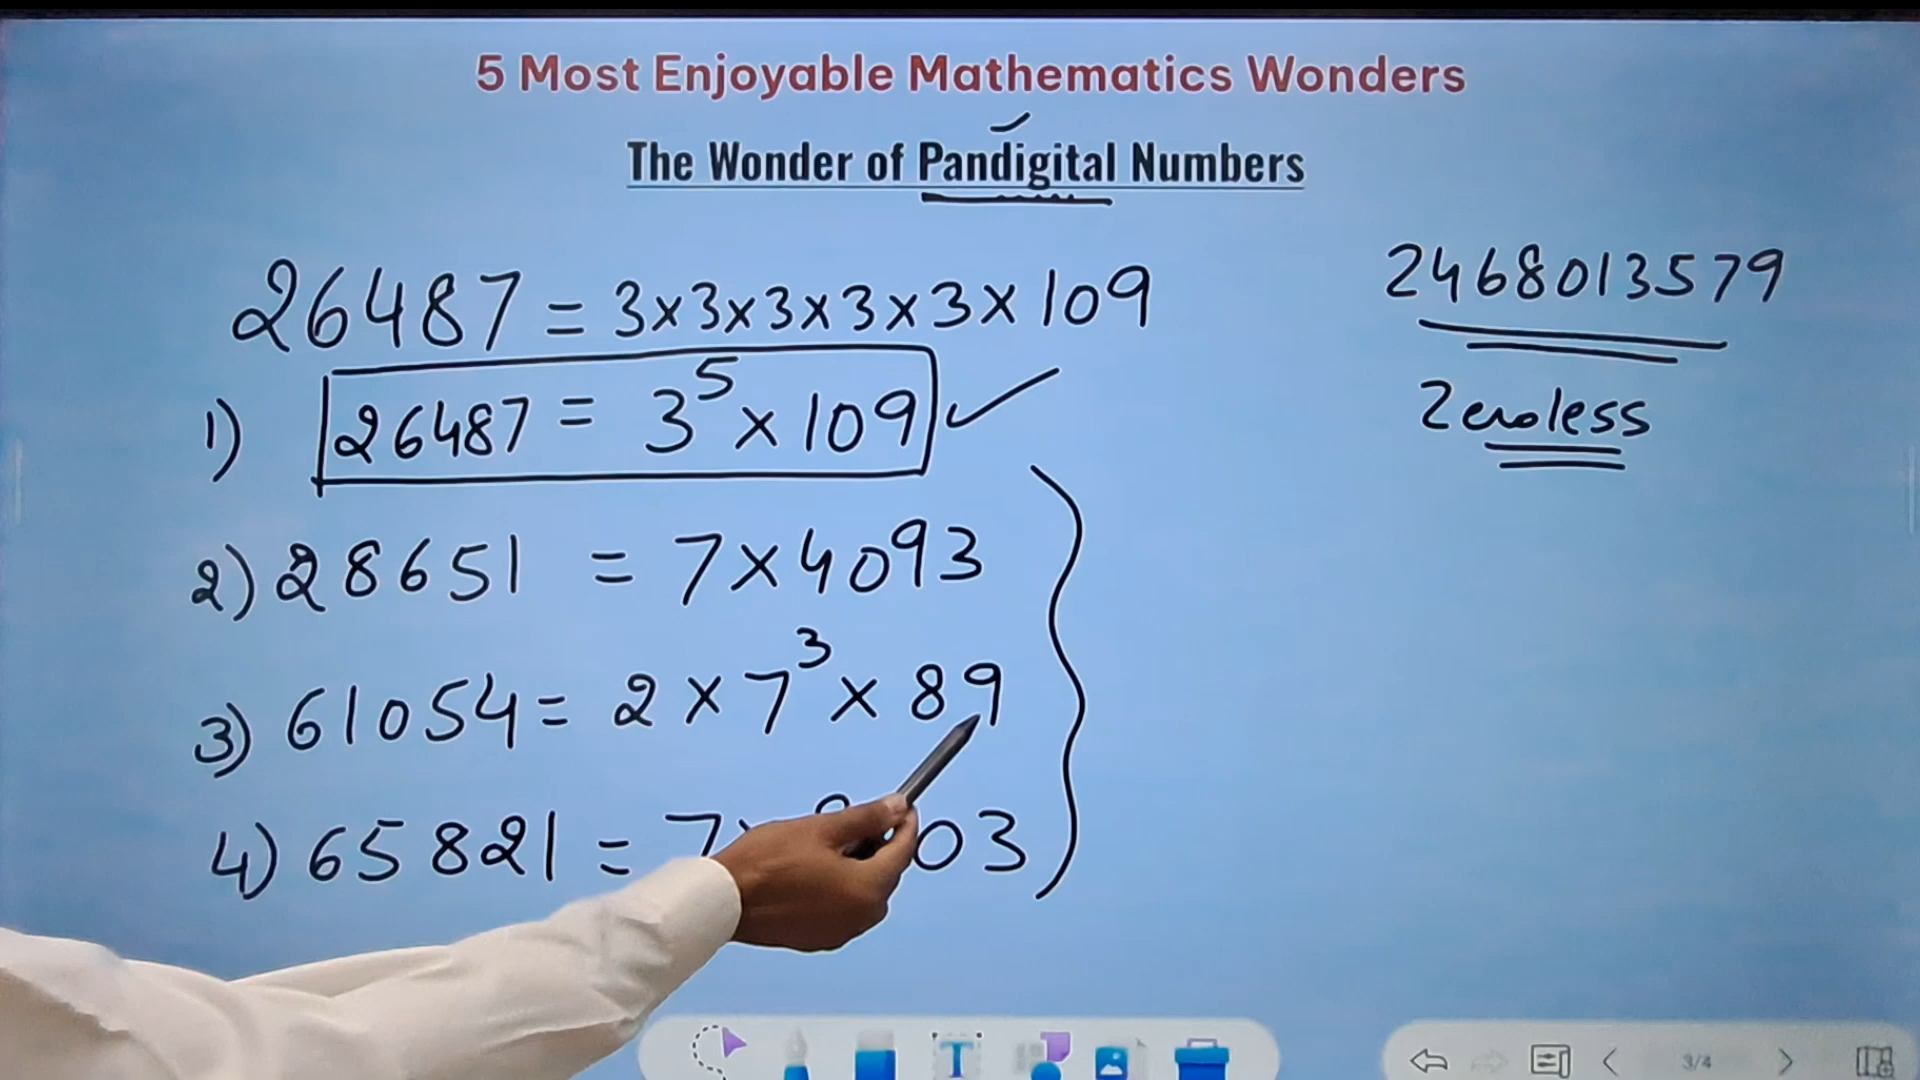 5 Most Enjoyable Mathematics Wonders
The Wonder of Pandigital Numbers
26487 = 3×3×3×3×3×109
1) 26487 = 3⁵×109
2) 28651 = 7×4093
3) 61054 = 2×7³×89
4) 65821 = 7 03
2468013579
Zeroless
T
3/4